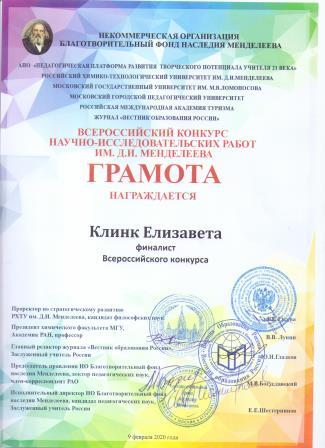 НЕКОММЕРЧЕСКАЯ ОРГАНИЗАЦИЯ
БЛАГОТВОРИТЕЛЬНЫЙ ФОНД НАСЛЕДИЯ МЕНДЕЛЕЕВА
АНО «ПЕДАГОГИЧЕСКАЯ ПЛАТФОРМА РАЗВИТИЯ ТВОРЧЕСКОГО ПОТЕНЦИАЛА УЧИТЕЛЯ 21 ВЕКА»
РОССИЙСКИЙ ХИМИКО-ТЕХНОЛОГИЧЕСКИЙ УНИВЕРСИТЕТ ИМ. Д.И.МЕНДЕЛЕЕВА
МОСКОВСКИЙ ГОСУДАРСТВЕННЫЙ УНИВЕРСИТЕТ ИМ. М.В.ЛОМОНОСОВА
МОСКОВСКИЙ ГОРОДСКОЙ ПЕДАГОГИЧЕСКИЙ УНИВЕРСИТЕТ
РОССИЙСКАЯ МЕЖДУНАРОДНАЯ АКАДЕМИЯ ТУРИЗМА
ЖУРНАЛ «ВЕСТНИК ОБРАЗОВАНИЯ РОССИИ»
ВСЕРОССИЙСКИЙ КОНКУРС
НАУЧНО-ИССЛЕДОВАТЕЛЬСКИХ РАБОТ
ИМ. Д.И. МЕНДЕЛЕЕВА
ГРАМОТА
НАГРАЖДАЕТСЯ
Клинк Елизавета
финалист
Всероссийского конкурса
Проректор по стратегическому развитию
РХТУ им. Д.И. Менделеева, кандидат философских наук
Президент химического факультета МГУ,
Академик РАН, профессор
В.В. Лунин
Главный редактор журнала «Вестник образования России»
Заслуженный учитель России
Ю.Н.Глазков
Председатель правления НО Благотворительный фонд
наследия Менделеева, доктор педагогических наук,
член-корреспондент РАО
М.В.Богуславский
Исполнительный директор НО Благотворительный фонд
наследия Менделеева, кандидат педагогических наук,
Заслуженный учитель России
Е.Е.Шестернинов
9 февраля 2020 года